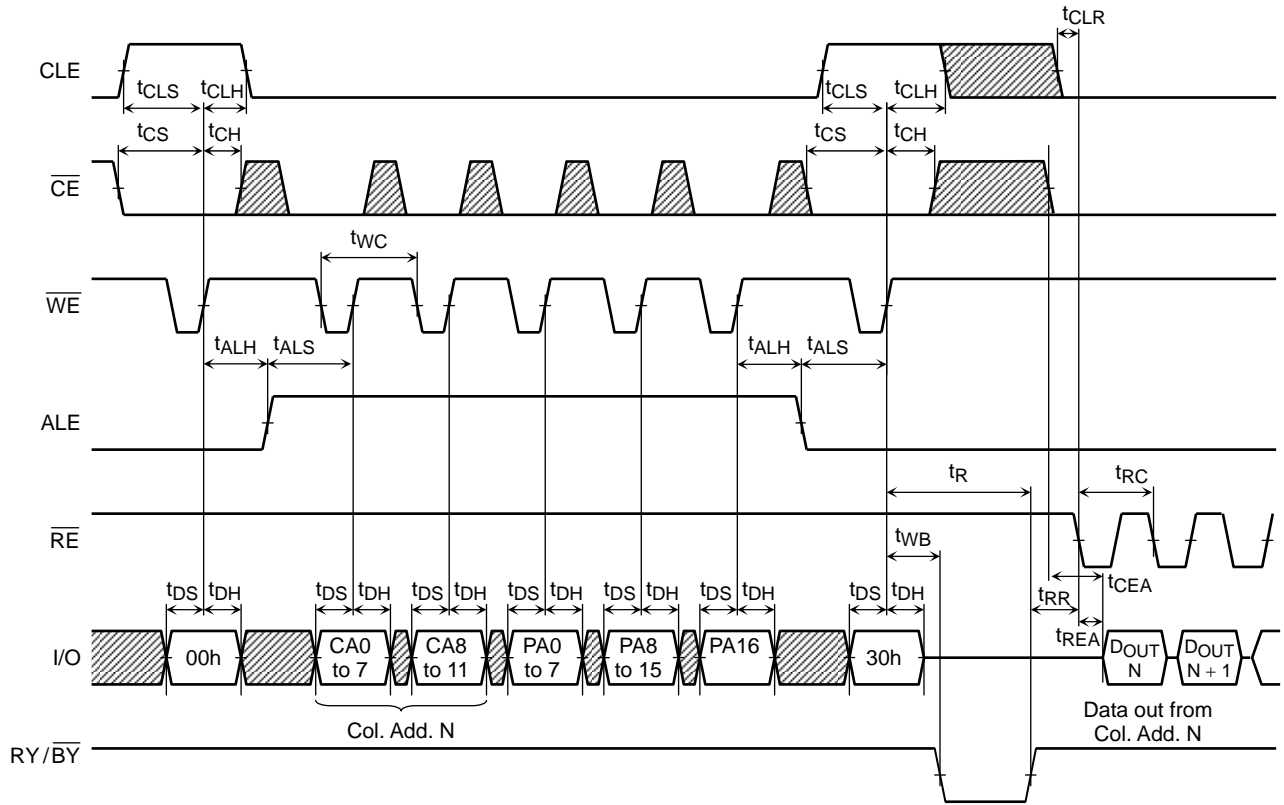 tCLR
CLE
tCLS tCLH tCLS tCLH
tCS tCH tCS tCH
CE
tWC
WE
tALH tALS tALH tALS
ALE
tR tRC
RE
tWB
tCEA
tDS tDH tDS tDH tDS tDH tDS tDH tDS tDH tDS tDH tDS tDH tRR
tREA
I/O 00h CA0 to 7 CA8 to 11 PA0 to 7 PA8 to 15 PA16 30h DOUT N DOUT N + 1
Col. Add. N
Data out from
Col. Add. N
RY/BY